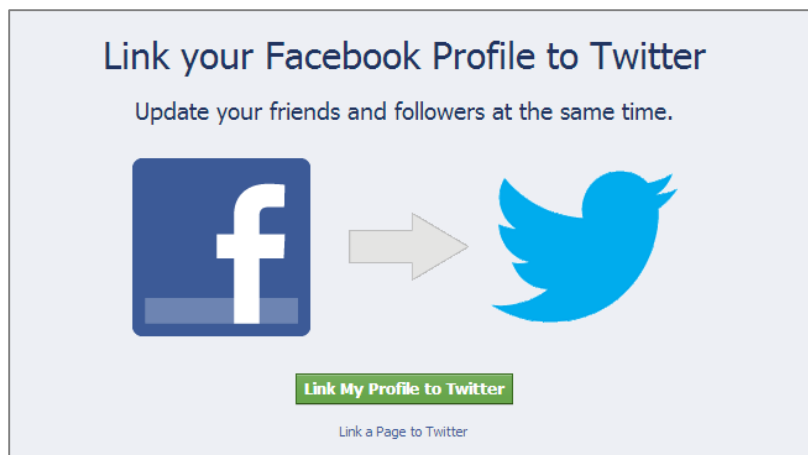 Link your Facebook Profile to Twitter
Update your friends and followers at the same time.
f
Link My Profile to Twitter
Link a Page to Twitter